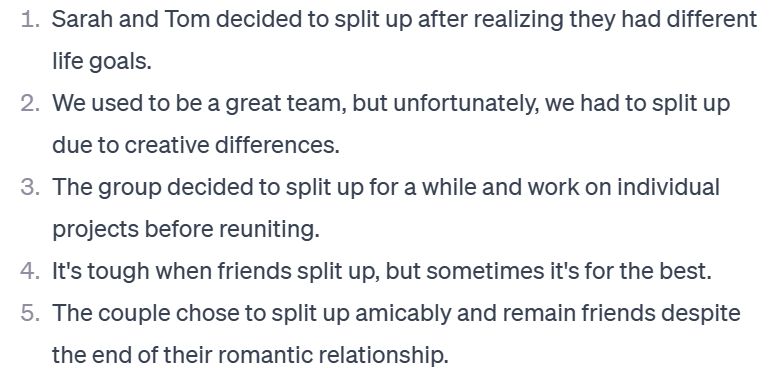 1. Sarah and Tom decided to split up after realizing they had different
life goals.
2. We used to be a great team, but unfortunately, we had to split up
due to creative differences.
3. The group decided to split up for a while and work on individual
projects before reuniting.
4. It's tough when friends split up, but sometimes it's for the best.
5. The couple chose to split up amicably and remain friends despite
the end of their romantic relationship.